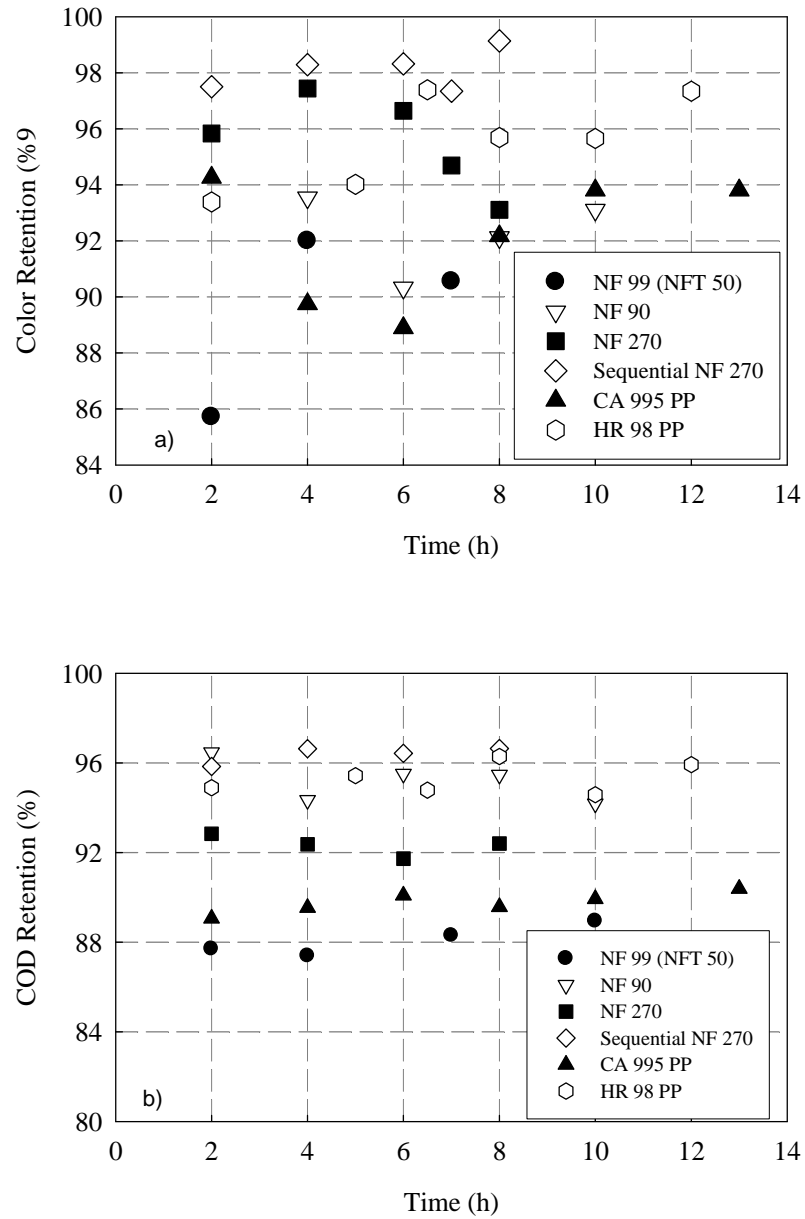 100
98
96
94
92
90
88
86
84
Color Retention (%9
a)
NF 99 (NFT 50)
NF 90
NF 270
Sequential NF 270
CA 995 PP
HR 98 PP
0 2 4 6 8 10 12 14
Time (h)
100
96
92
88
84
80
COD Retention (%)
b)
NF 99 (NFT 50)
NF 90
NF 270
Sequential NF 270
CA 995 PP
HR 98 PP
0 2 4 6 8 10 12 14
Time (h)